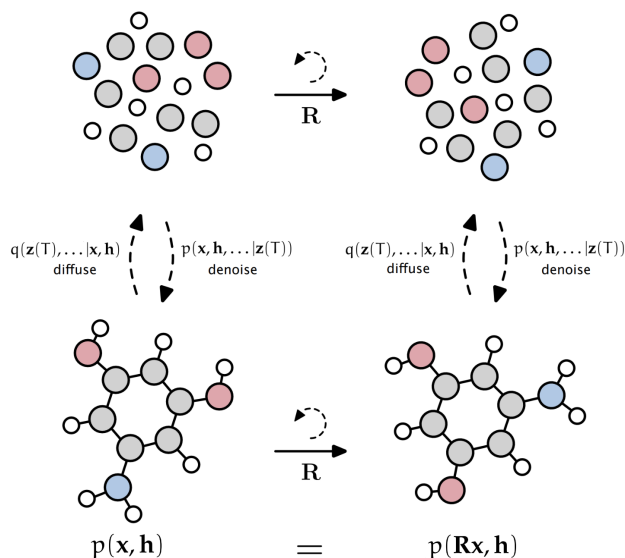 R
q(z(T), . . . |x, h)
diffuse
p(x, h, . . . |z(T))
denoise
q(z(T), . . . |x, h)
diffuse
p(x, h, . . . |z(T))
denoise
R
p(x, h) = p(Rx, h)